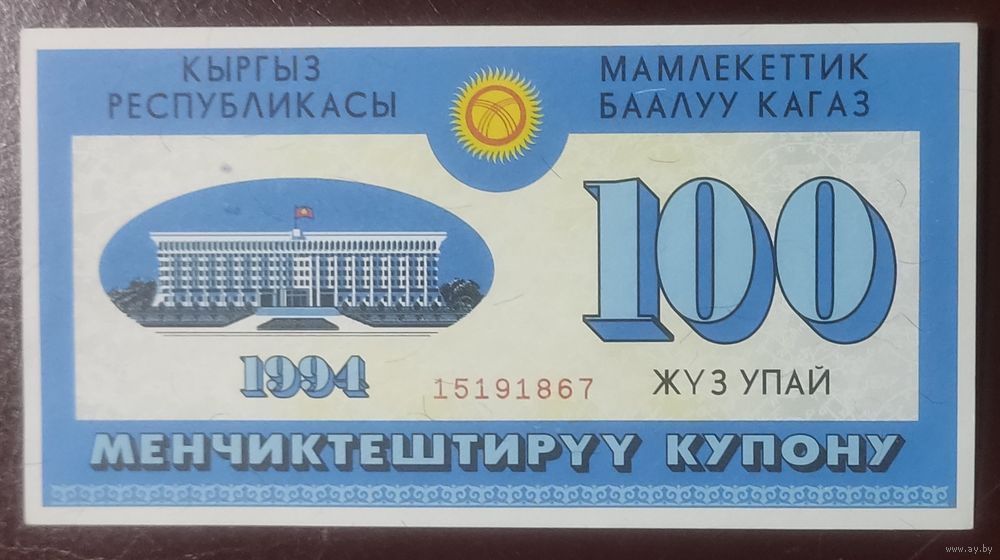 КЫРГЫЗ
РЕСПУБЛИКАСЫ
МАМЛЕКЕТТИК
БААЛУУ КАГАЗ
100
1994
15191867
ЖҮЗ УПАЙ
МЕНЧИКТЕШТИРҮҮ КУПОНУ
www.ay.by